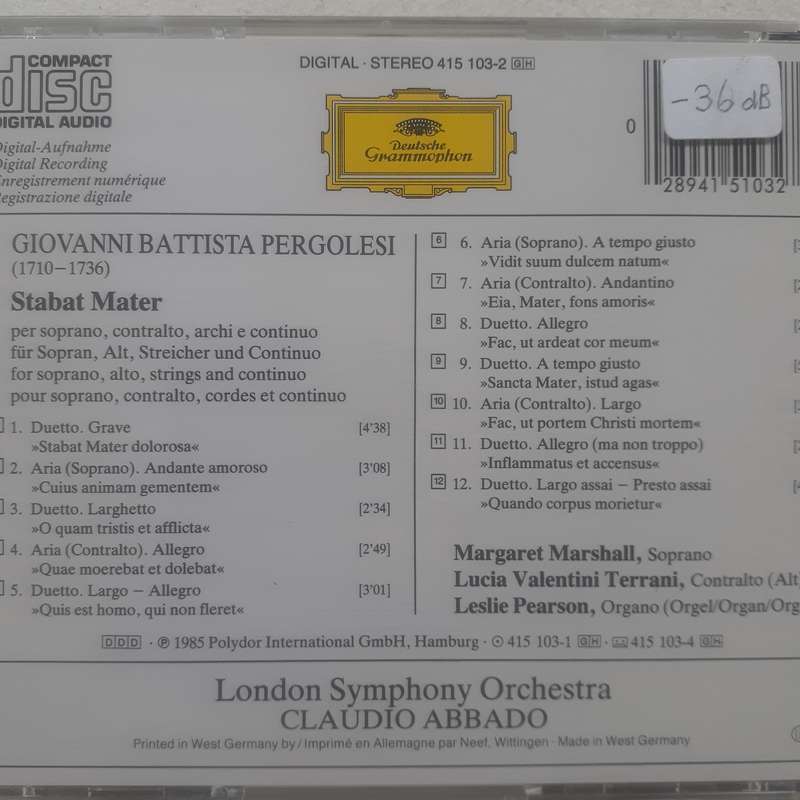 COMPACT
disc
DIGITAL AUDIO
Digital-Aufnahme
Digital Recording
Enregistrement numérique
Registrazione digitale
DIGITAL · STEREO 415 103-2 GH
Deutsche
Grammophon
-36 dB
0
28941 51032
GIOVANNI BATTISTA PERGOLESI
(1710–1736)
Stabat Mater
per soprano, contralto, archi e continuo
für Sopran, Alt, Streicher und Continuo
for soprano, alto, strings and continuo
pour soprano, contralto, cordes et continuo
1. Duetto. Grave [4'38]
»Stabat Mater dolorosa«
2. Aria (Soprano). Andante amoroso [3'08]
»Cuius animam gementem«
3. Duetto. Larghetto [2'34]
»O quam tristis et afflicta«
4. Aria (Contralto). Allegro [2'49]
»Quae moerebat et dolebat«
5. Duetto. Largo – Allegro [3'01]
»Quis est homo, qui non fleret«
6 6. Aria (Soprano). A tempo giusto
»Vidit suum dulcem natum«
7 7. Aria (Contralto). Andantino
»Eia, Mater, fons amoris«
8 8. Duetto. Allegro
»Fac, ut ardeat cor meum«
9 9. Duetto. A tempo giusto
»Sancta Mater, istud agas«
10 10. Aria (Contralto). Largo
»Fac, ut portem Christi mortem«
11 11. Duetto. Allegro (ma non troppo)
»Inflammatus et accensus«
12 12. Duetto. Largo assai – Presto assai
»Quando corpus morietur«
Margaret Marshall, Soprano
Lucia Valentini Terrani, Contralto (Alt
Leslie Pearson, Organo (Orgel/Organ/Org
DDD · ℗ 1985 Polydor International GmbH, Hamburg · 415 103-1 GH · 415 103-4 GH
London Symphony Orchestra
CLAUDIO ABBADO
Printed in West Germany by / Imprimé en Allemagne par Neef, Wittingen · Made in West Germany